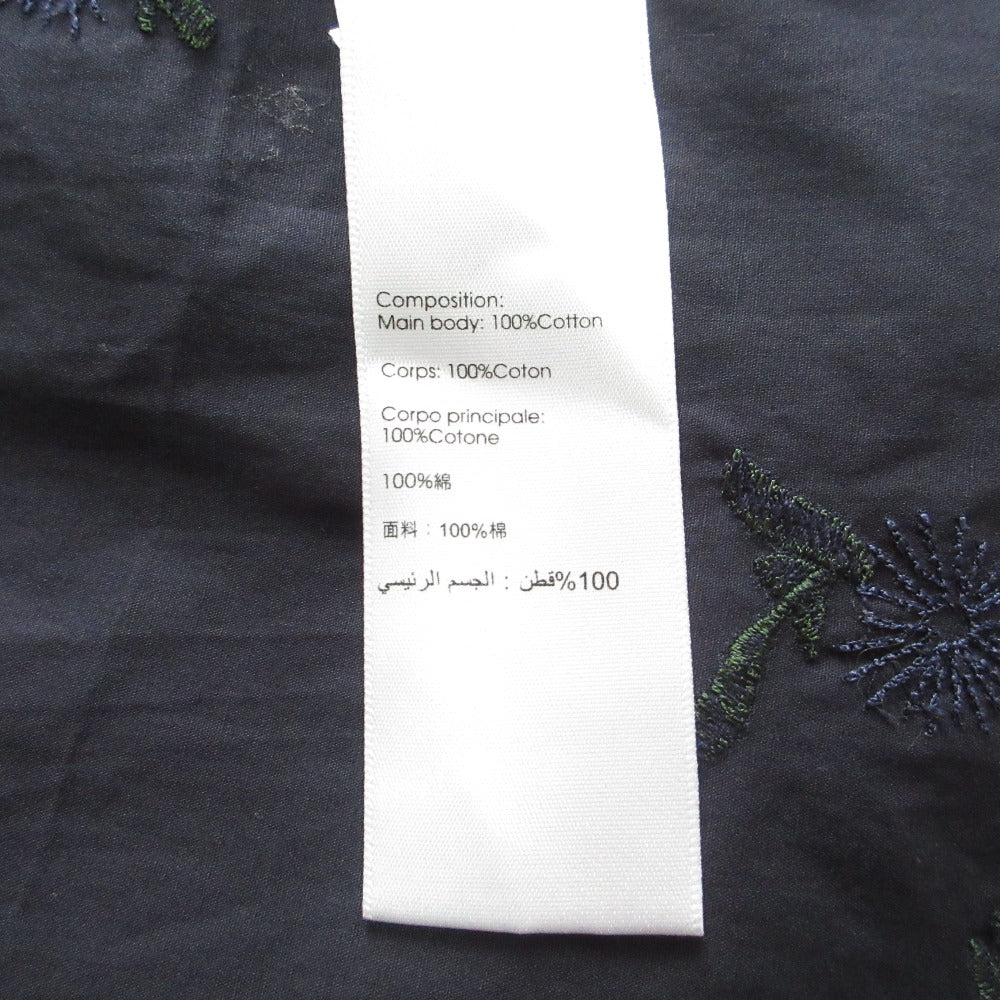 Composition:
Main body: 100%Cotton
Corps: 100%Coton
Corpo principale:
100%Cotone
100%綿
面料：100%棉
الجسم الرئيسي : قطن%100